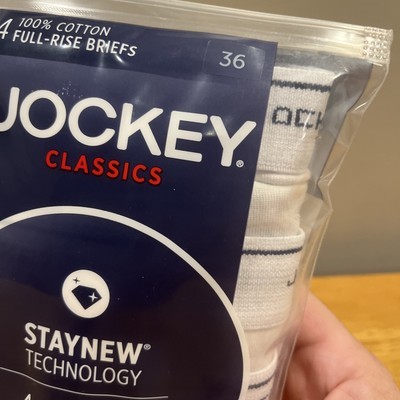 4 100% COTTON
FULL-RISE BRIEFS
36
JOCKEY®
CLASSICS
STAYNEW®
TECHNOLOGY